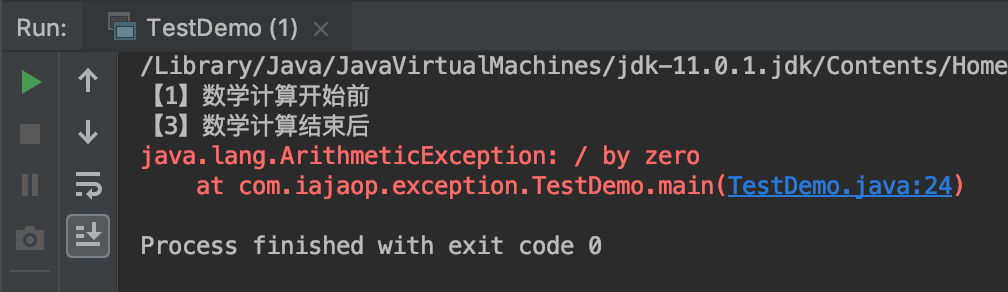 Run: TestDemo (1)
/Library/Java/JavaVirtualMachines/jdk-11.0.1.jdk/Contents/Home
【1】数学计算开始前
【3】数学计算结束后
java.lang.ArithmeticException: / by zero
at com.iajaop.exception.TestDemo.main(TestDemo.java:24)
Process finished with exit code 0